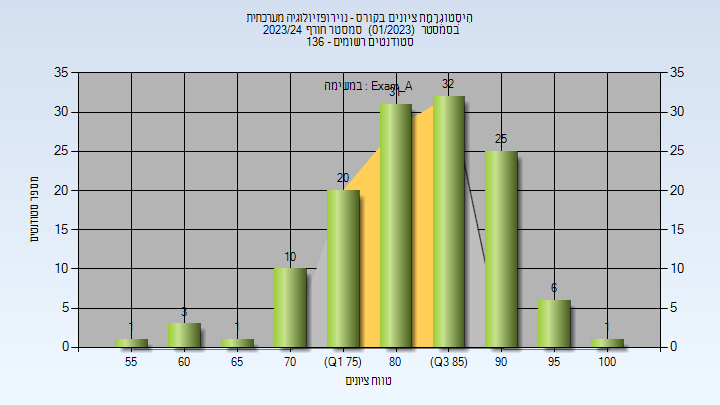 היסטוגרמת ציונים בקורס - נוירופזיולוגיה מערכתית
בסמסטר (01/2023) סמסטר חורף 2023/24
סטודנטים רשומים - 136
במשימה : Exam_A
מספר סטודנטים
35 35
30 30
25 25
20 20
15 15
10 10
5 5
0 0
1 3 1 10 20 31 32 25 6 1
55 60 65 70 (Q1 75) 80 (Q3 85) 90 95 100
טווח ציונים